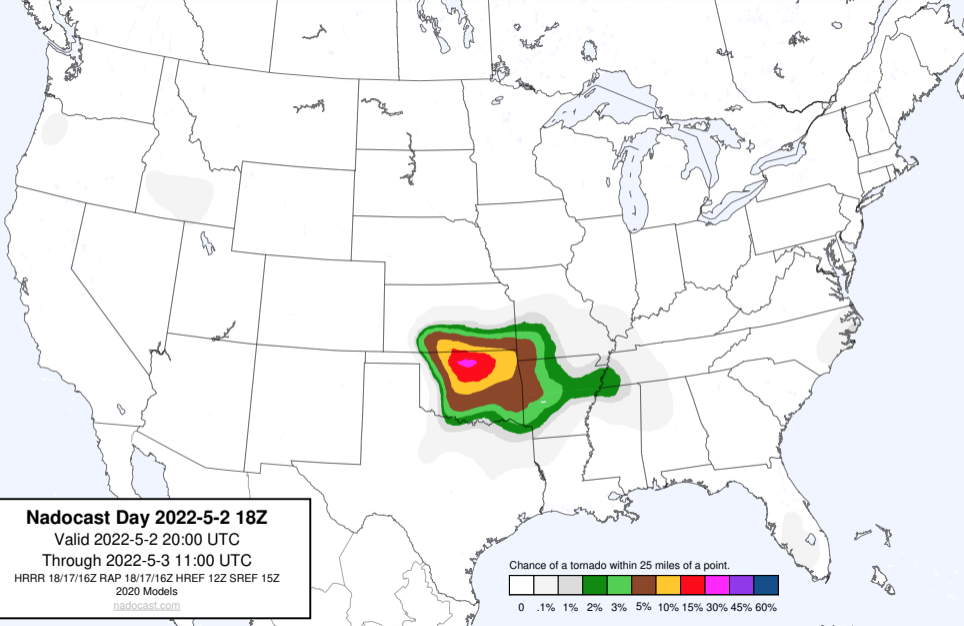 Nadocast Day 2022-5-2 18Z
Valid 2022-5-2 20:00 UTC
Through 2022-5-3 11:00 UTC
HRRR 18/17/16Z RAP 18/17/16Z HREF 12Z SREF 15Z
2020 Models
nadocast.com
Chance of a tornado within 25 miles of a point.
0 .1% 1% 2% 3% 5% 10% 15% 30% 45% 60%